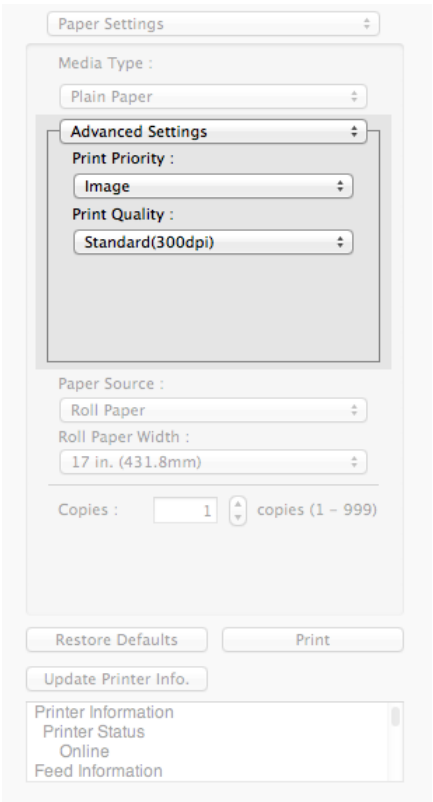 Paper Settings
Media Type :
Plain Paper
Advanced Settings
Print Priority :
Image
Print Quality :
Standard(300dpi)
Paper Source :
Roll Paper
Roll Paper Width :
17 in. (431.8mm)
Copies : 1 copies (1 – 999)
Restore Defaults Print
Update Printer Info.
Printer Information
Printer Status
Online
Feed Information